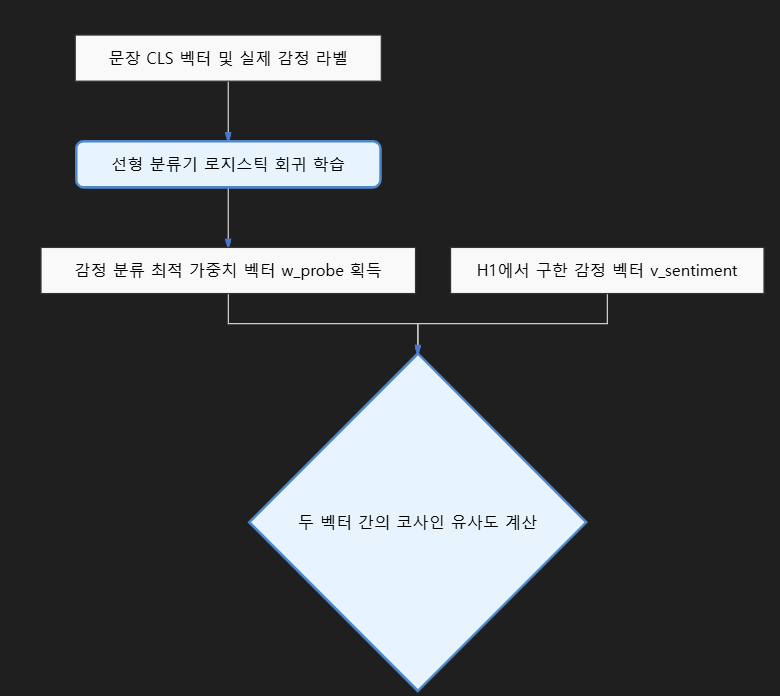 문장 CLS 벡터 및 실제 감정 라벨
선형 분류기 로지스틱 회귀 학습
감정 분류 최적 가중치 벡터 w_probe 획득
H1에서 구한 감정 벡터 v_sentiment
두 벡터 간의 코사인 유사도 계산